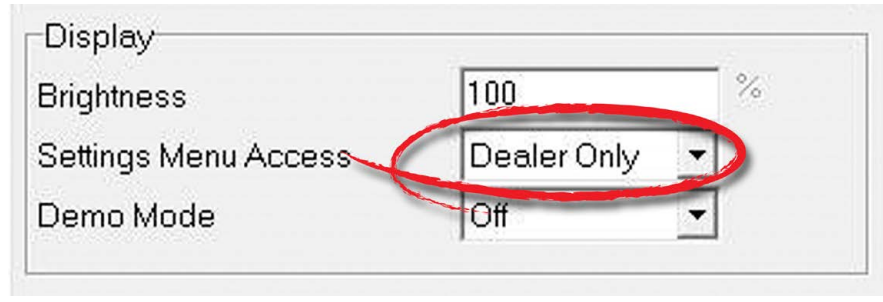 Display
Brightness 100 %
Settings Menu Access Dealer Only
Demo Mode Off